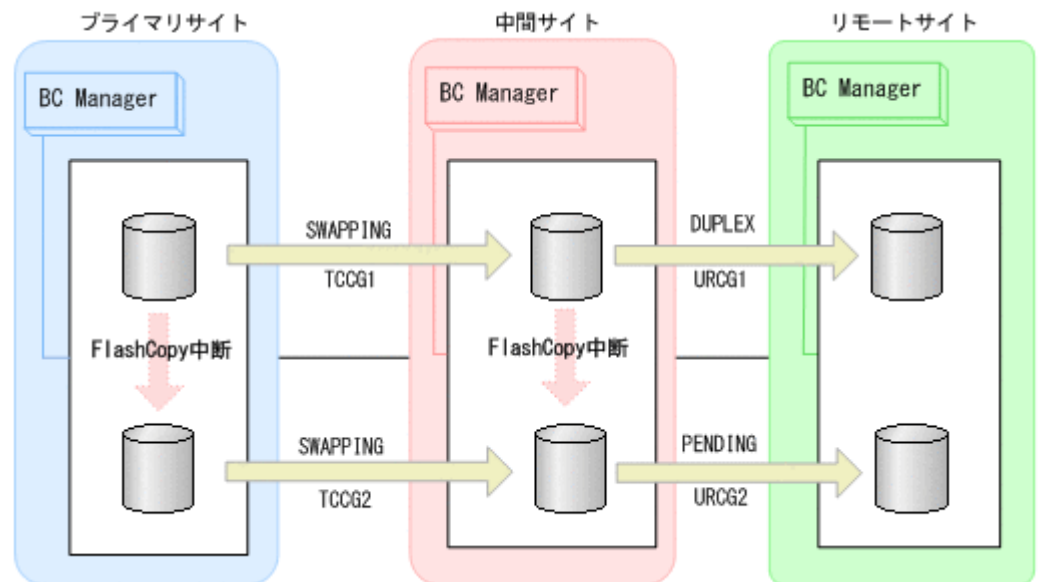 プライマリサイト
中間サイト
リモートサイト
BC Manager
BC Manager
BC Manager
SWAPPING
TCCG1
DUPLEX
URCG1
FlashCopy中断
FlashCopy中断
SWAPPING
TCCG2
PENDING
URCG2